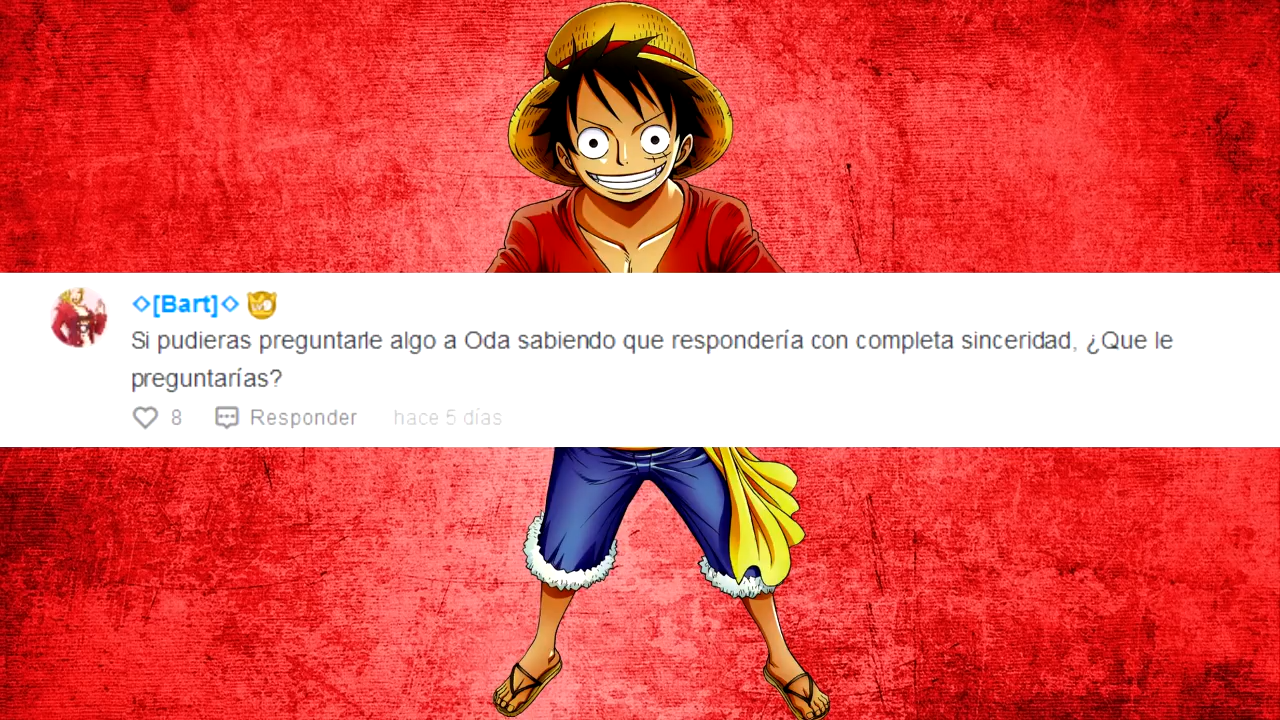 ◇[Bart]◇
Si pudieras preguntarle algo a Oda sabiendo que respondería con completa sinceridad, ¿Que le
preguntarías?
8 Responder hace 5 días